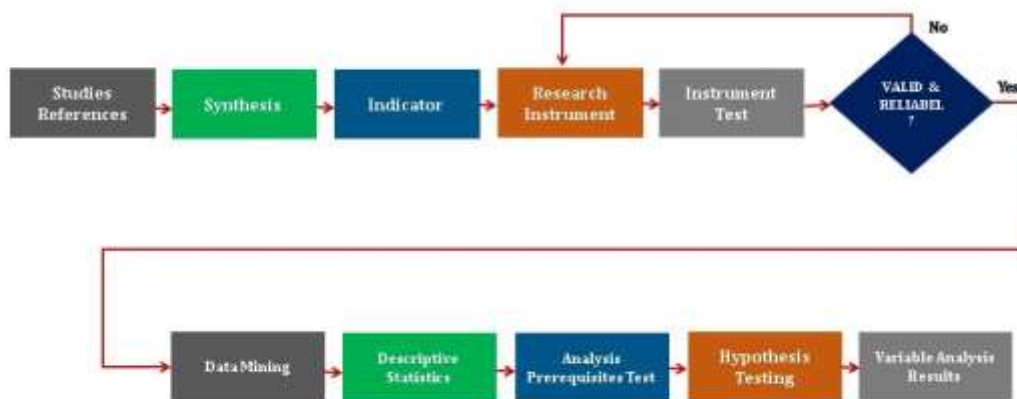 No
Studies
References
Synthesis
Indicator
Research
Instrument
Instrument
Test
VALID &
RELIABEL
?
Yes
Data Mining
Descriptive
Statistics
Analysis
Prerequisites Test
Hypothesis
Testing
Variable Analysis
Results